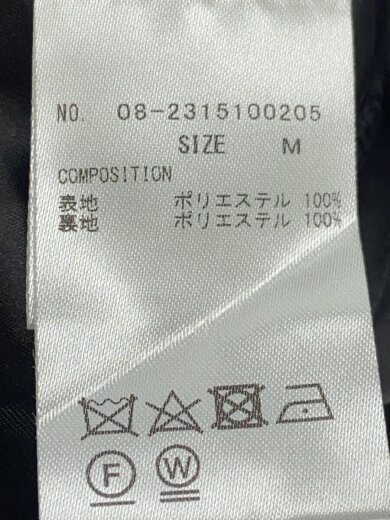 NO. 08-2315100205
SIZE M
COMPOSITION
表地 ポリエステル 100%
裏地 ポリエステル 100%
F W